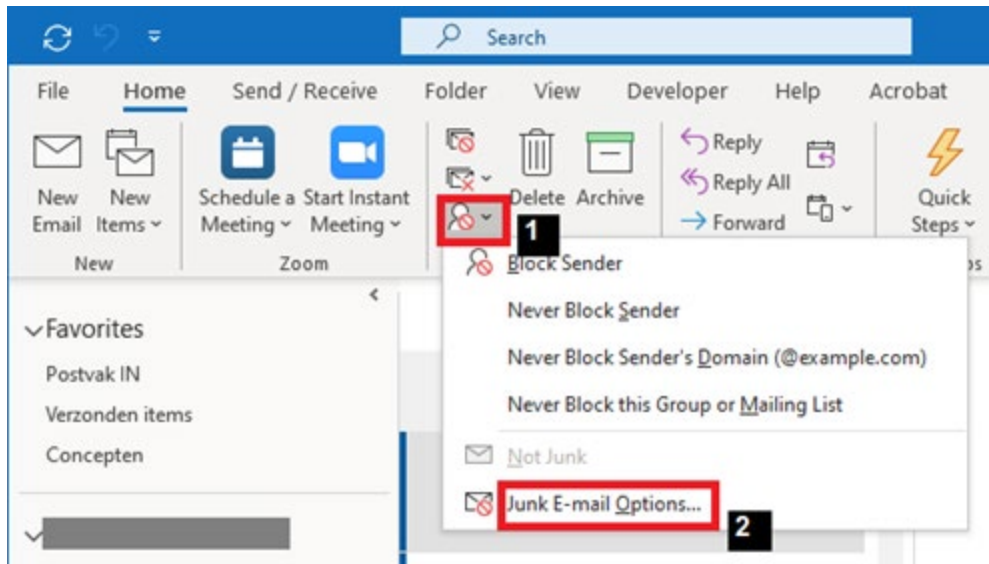 Search
File Home Send / Receive Folder View Developer Help Acrobat
New Email
New Items
Schedule a Meeting
Start Instant Meeting
Delete
Archive
Reply
Reply All
Forward
Quick Steps
New
Zoom
1
Block Sender
Never Block Sender
Never Block Sender's Domain (@example.com)
Never Block this Group or Mailing List
Not Junk
Junk E-mail Options...
2
Favorites
Postvak IN
Verzonden items
Concepten